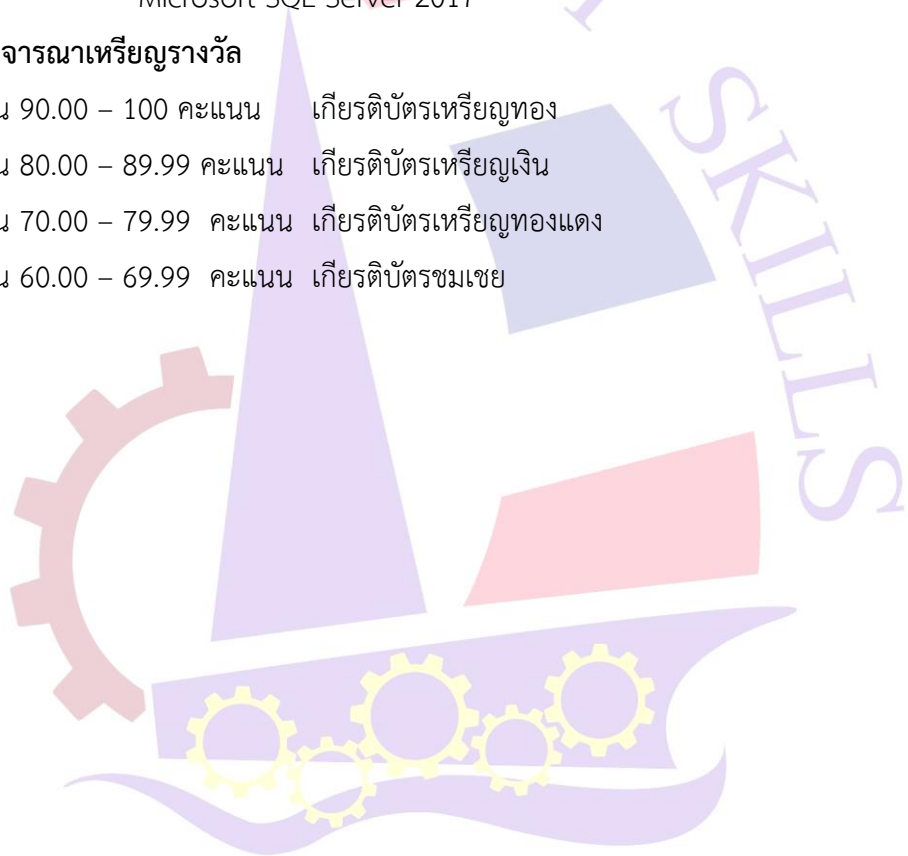 Microsoft SQL Server 2017
จารณาเหรียญรางวัล
น 90.00 – 100 คะแนน เกียรติบัตรเหรียญทอง
น 80.00 – 89.99 คะแนน เกียรติบัตรเหรียญเงิน
น 70.00 – 79.99 คะแนน เกียรติบัตรเหรียญทองแดง
น 60.00 – 69.99 คะแนน เกียรติบัตรชมเชย
SKILLS